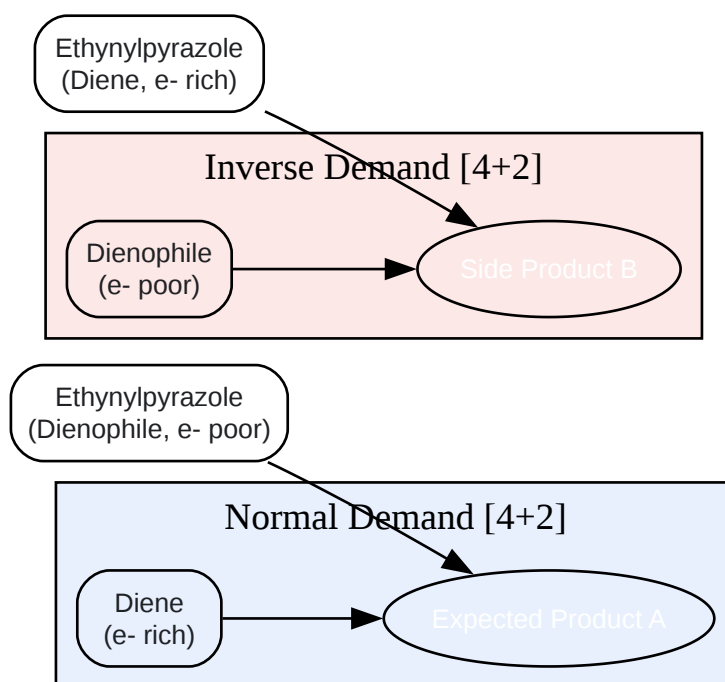 Ethynylpyrazole
(Diene, e- rich)
Inverse Demand [4+2]
Dienophile
(e- poor)
Side Product B
Ethynylpyrazole
(Dienophile, e- poor)
Normal Demand [4+2]
Diene
(e- rich)
Expected Product A